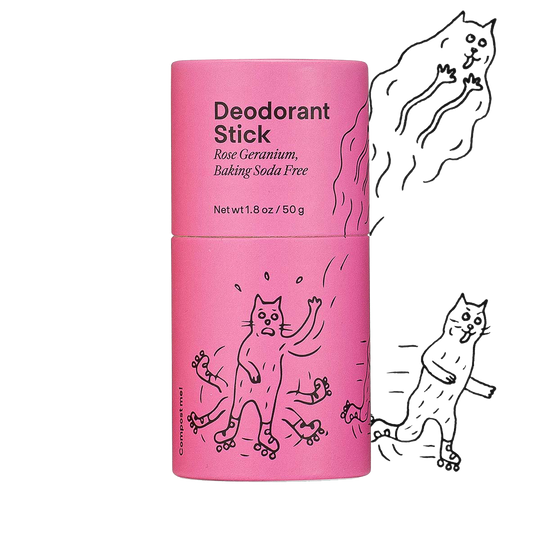 Deodorant
Stick
Rose Geranium,
Baking Soda Free
Net wt 1.8 oz / 50 g
Compost me!